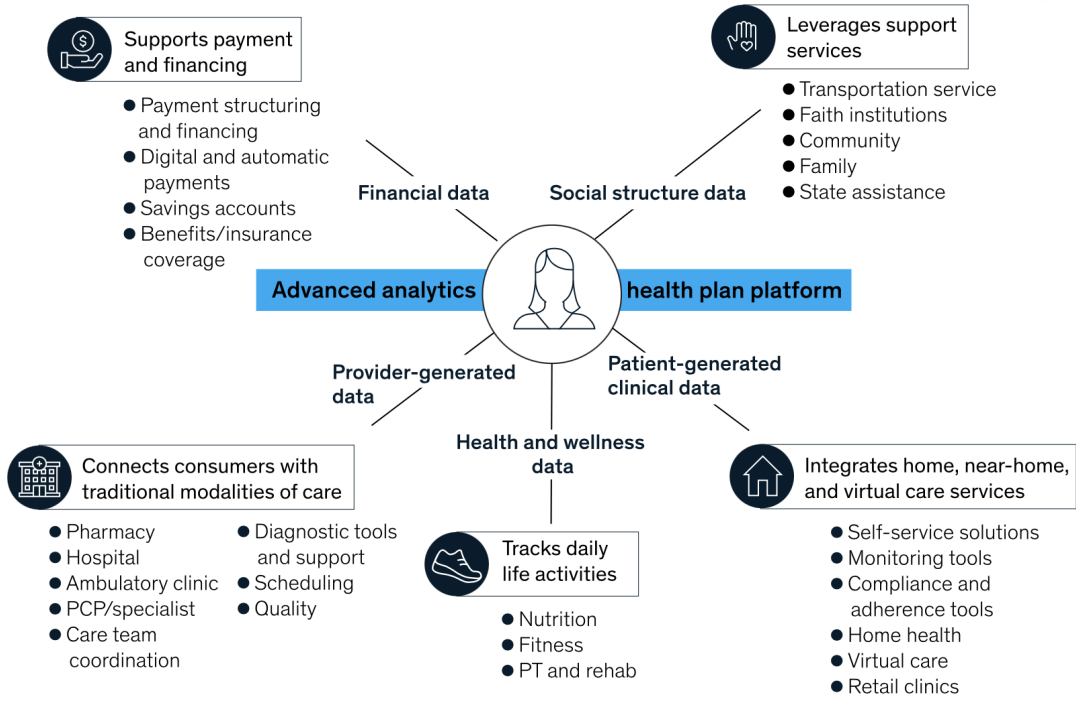 Supports payment
and financing
● Payment structuring
and financing
● Digital and automatic
payments
● Savings accounts
● Benefits/insurance
coverage
Leverages support
services
● Transportation service
● Faith institutions
● Community
● Family
● State assistance
Financial data
Social structure data
Advanced analytics
health plan platform
Provider-generated
data
Patient-generated
clinical data
Health and wellness
data
Connects consumers with
traditional modalities of care
● Pharmacy
● Hospital
● Ambulatory clinic
● PCP/specialist
● Care team
coordination
● Diagnostic tools
and support
● Scheduling
● Quality
Tracks daily
life activities
● Nutrition
● Fitness
● PT and rehab
Integrates home, near-home,
and virtual care services
● Self-service solutions
● Monitoring tools
● Compliance and
adherence tools
● Home health
● Virtual care
● Retail clinics